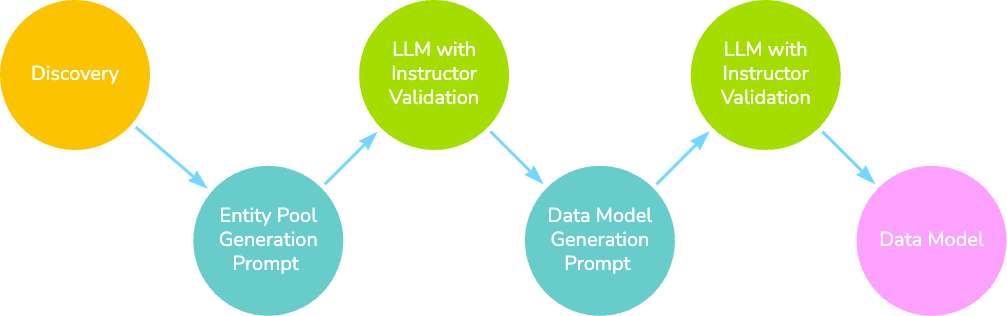 Discovery
Entity Pool
Generation
Prompt
LLM with
Instructor
Validation
Data Model
Generation
Prompt
LLM with
Instructor
Validation
Data Model